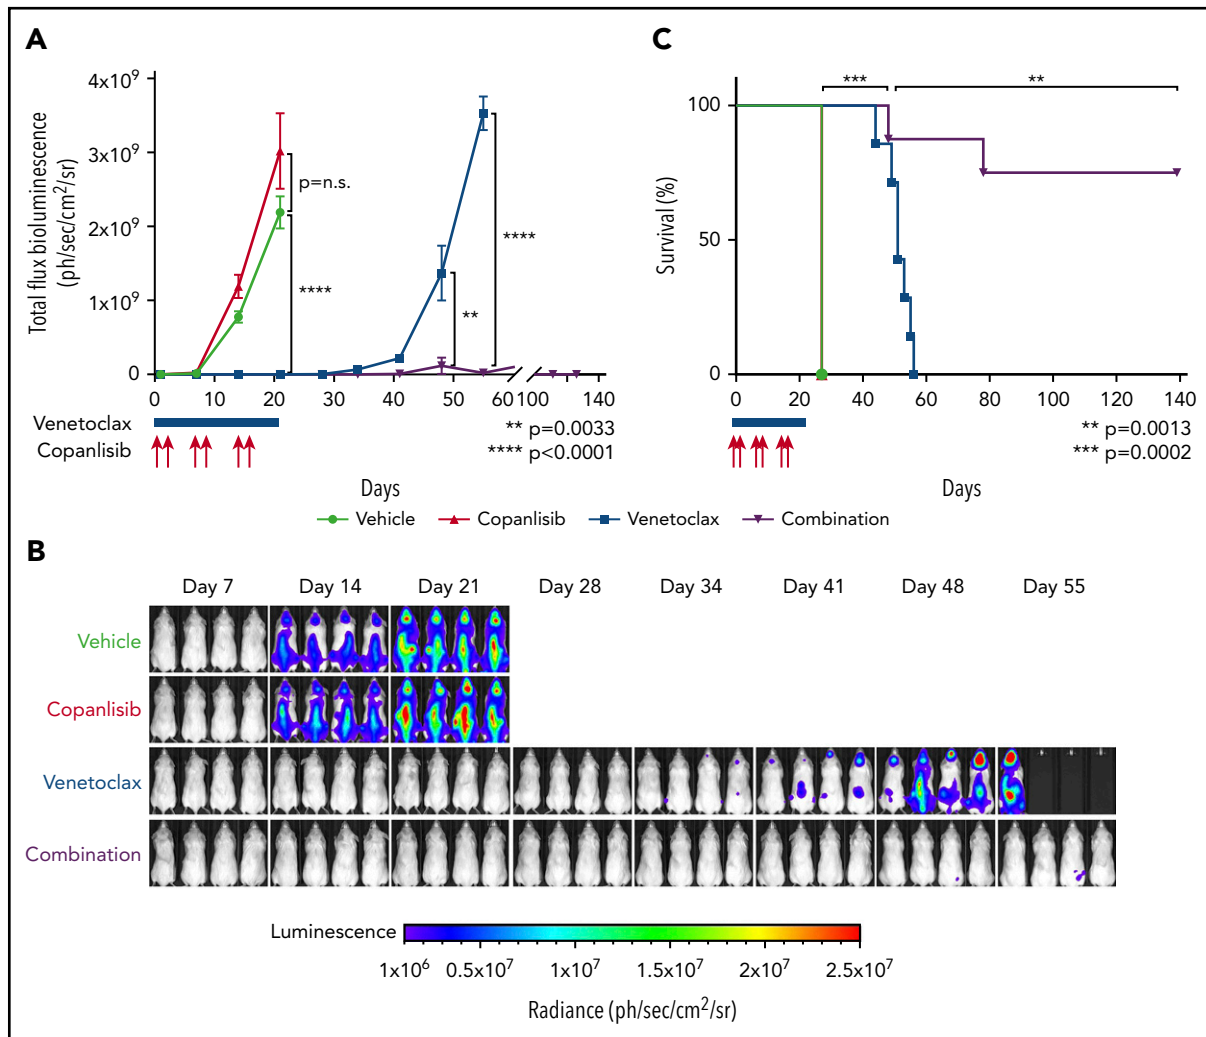 A
Total flux bioluminescence
(ph/sec/cm²/sr)
4x10⁹
3x10⁹
2x10⁹
1x10⁹
0
p=n.s.
****
**
****
0 10 20 30 40 50 60 100 140
Venetoclax
Copanlisib
** p=0.0033
**** p<0.0001
Days
C
Survival (%)
100
50
0
***
**
0 20 40 60 80 100 120 140
** p=0.0013
*** p=0.0002
Days
Vehicle Copanlisib Venetoclax Combination
B
Day 7 Day 14 Day 21 Day 28 Day 34 Day 41 Day 48 Day 55
Vehicle
Copanlisib
Venetoclax
Combination
Luminescence
1x10⁶ 0.5x10⁷ 1x10⁷ 1.5x10⁷ 2x10⁷ 2.5x10⁷
Radiance (ph/sec/cm²/sr)